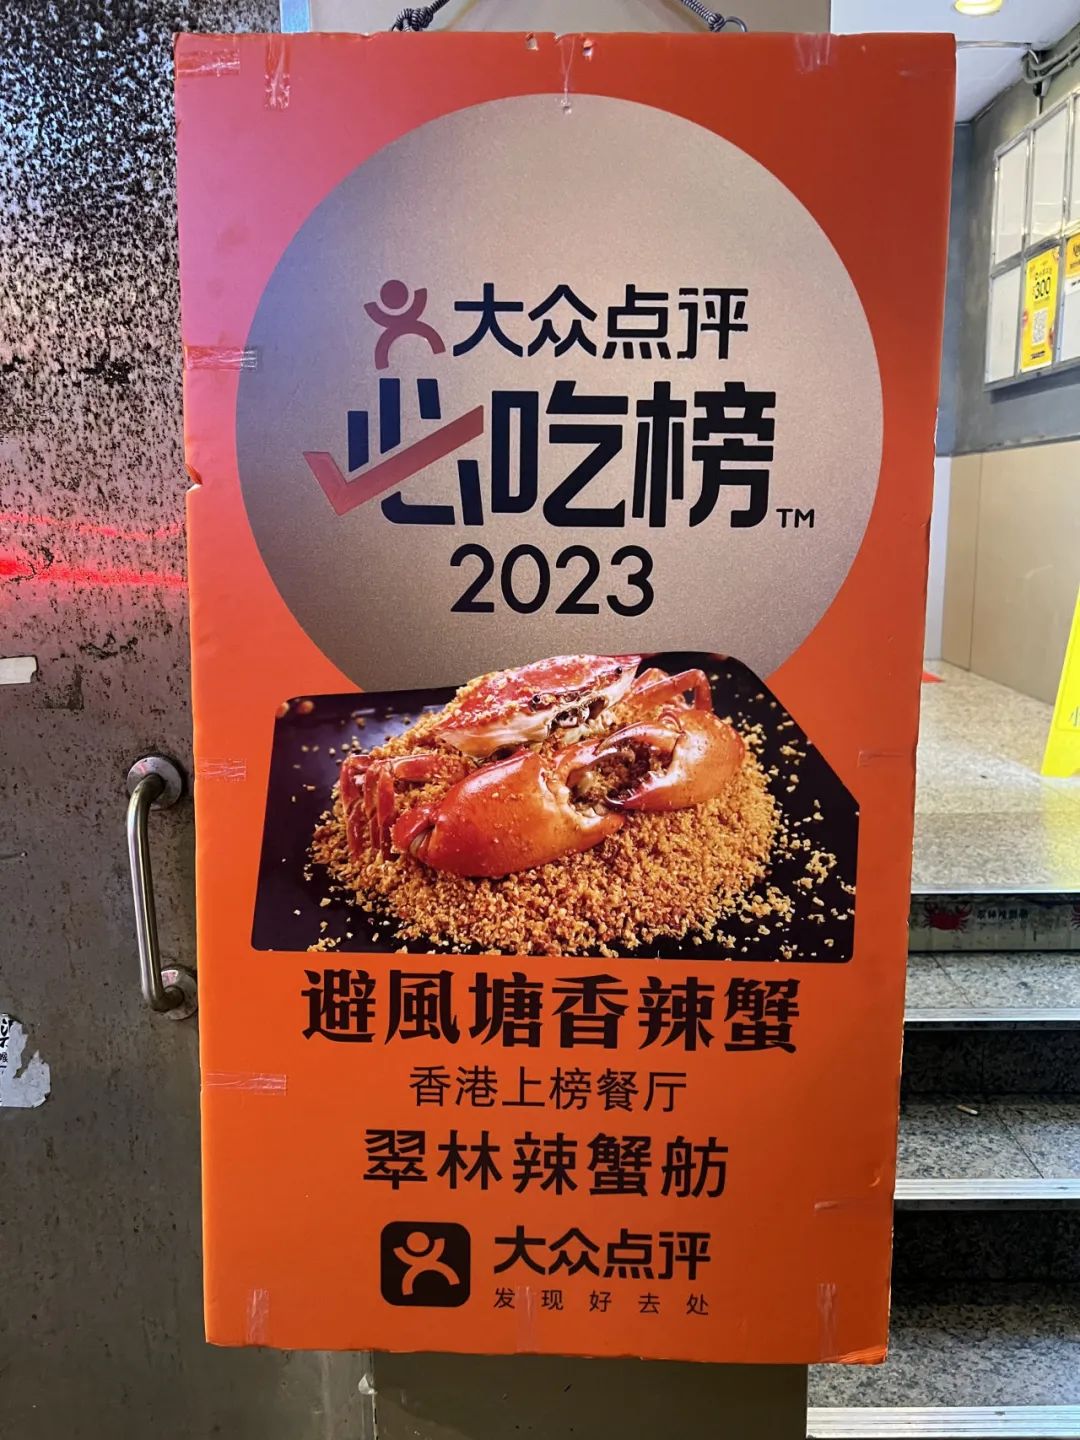 大众点评
必吃榜™
2023
避風塘香辣蟹
香港上榜餐厅
翠林辣蟹舫
大众点评
发现好去处
300